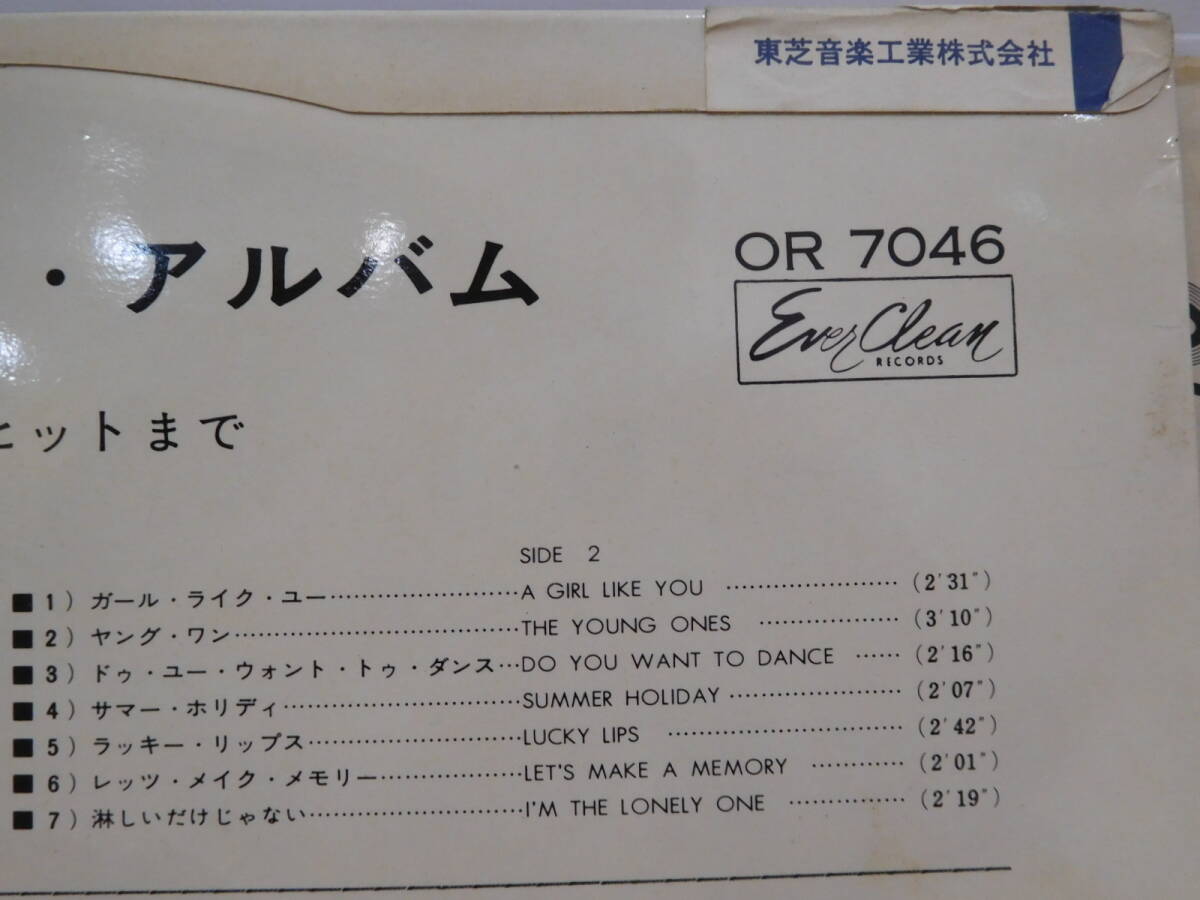 東芝音楽工業株式会社
・アルバム
OR 7046
Ever Clean
RECORDS
ヒットまで
SIDE 2
■1）ガール・ライク・ユー……………………A GIRL LIKE YOU …………………（2'31"）
■2）ヤング・ワン………………………………THE YOUNG ONES ………………（3'10"）
■3）ドゥ・ユー・ウォント・トゥ・ダンス…DO YOU WANT TO DANCE ……（2'16"）
■4）サマー・ホリディ…………………………SUMMER HOLIDAY …………………（2'07"）
■5）ラッキー・リップス………………………LUCKY LIPS ………………………（2'42"）
■6）レッツ・メイク・メモリー………………LET'S MAKE A MEMORY …………（2'01"）
■7）淋しいだけじゃない………………………I'M THE LONELY ONE ……………（2'19"）